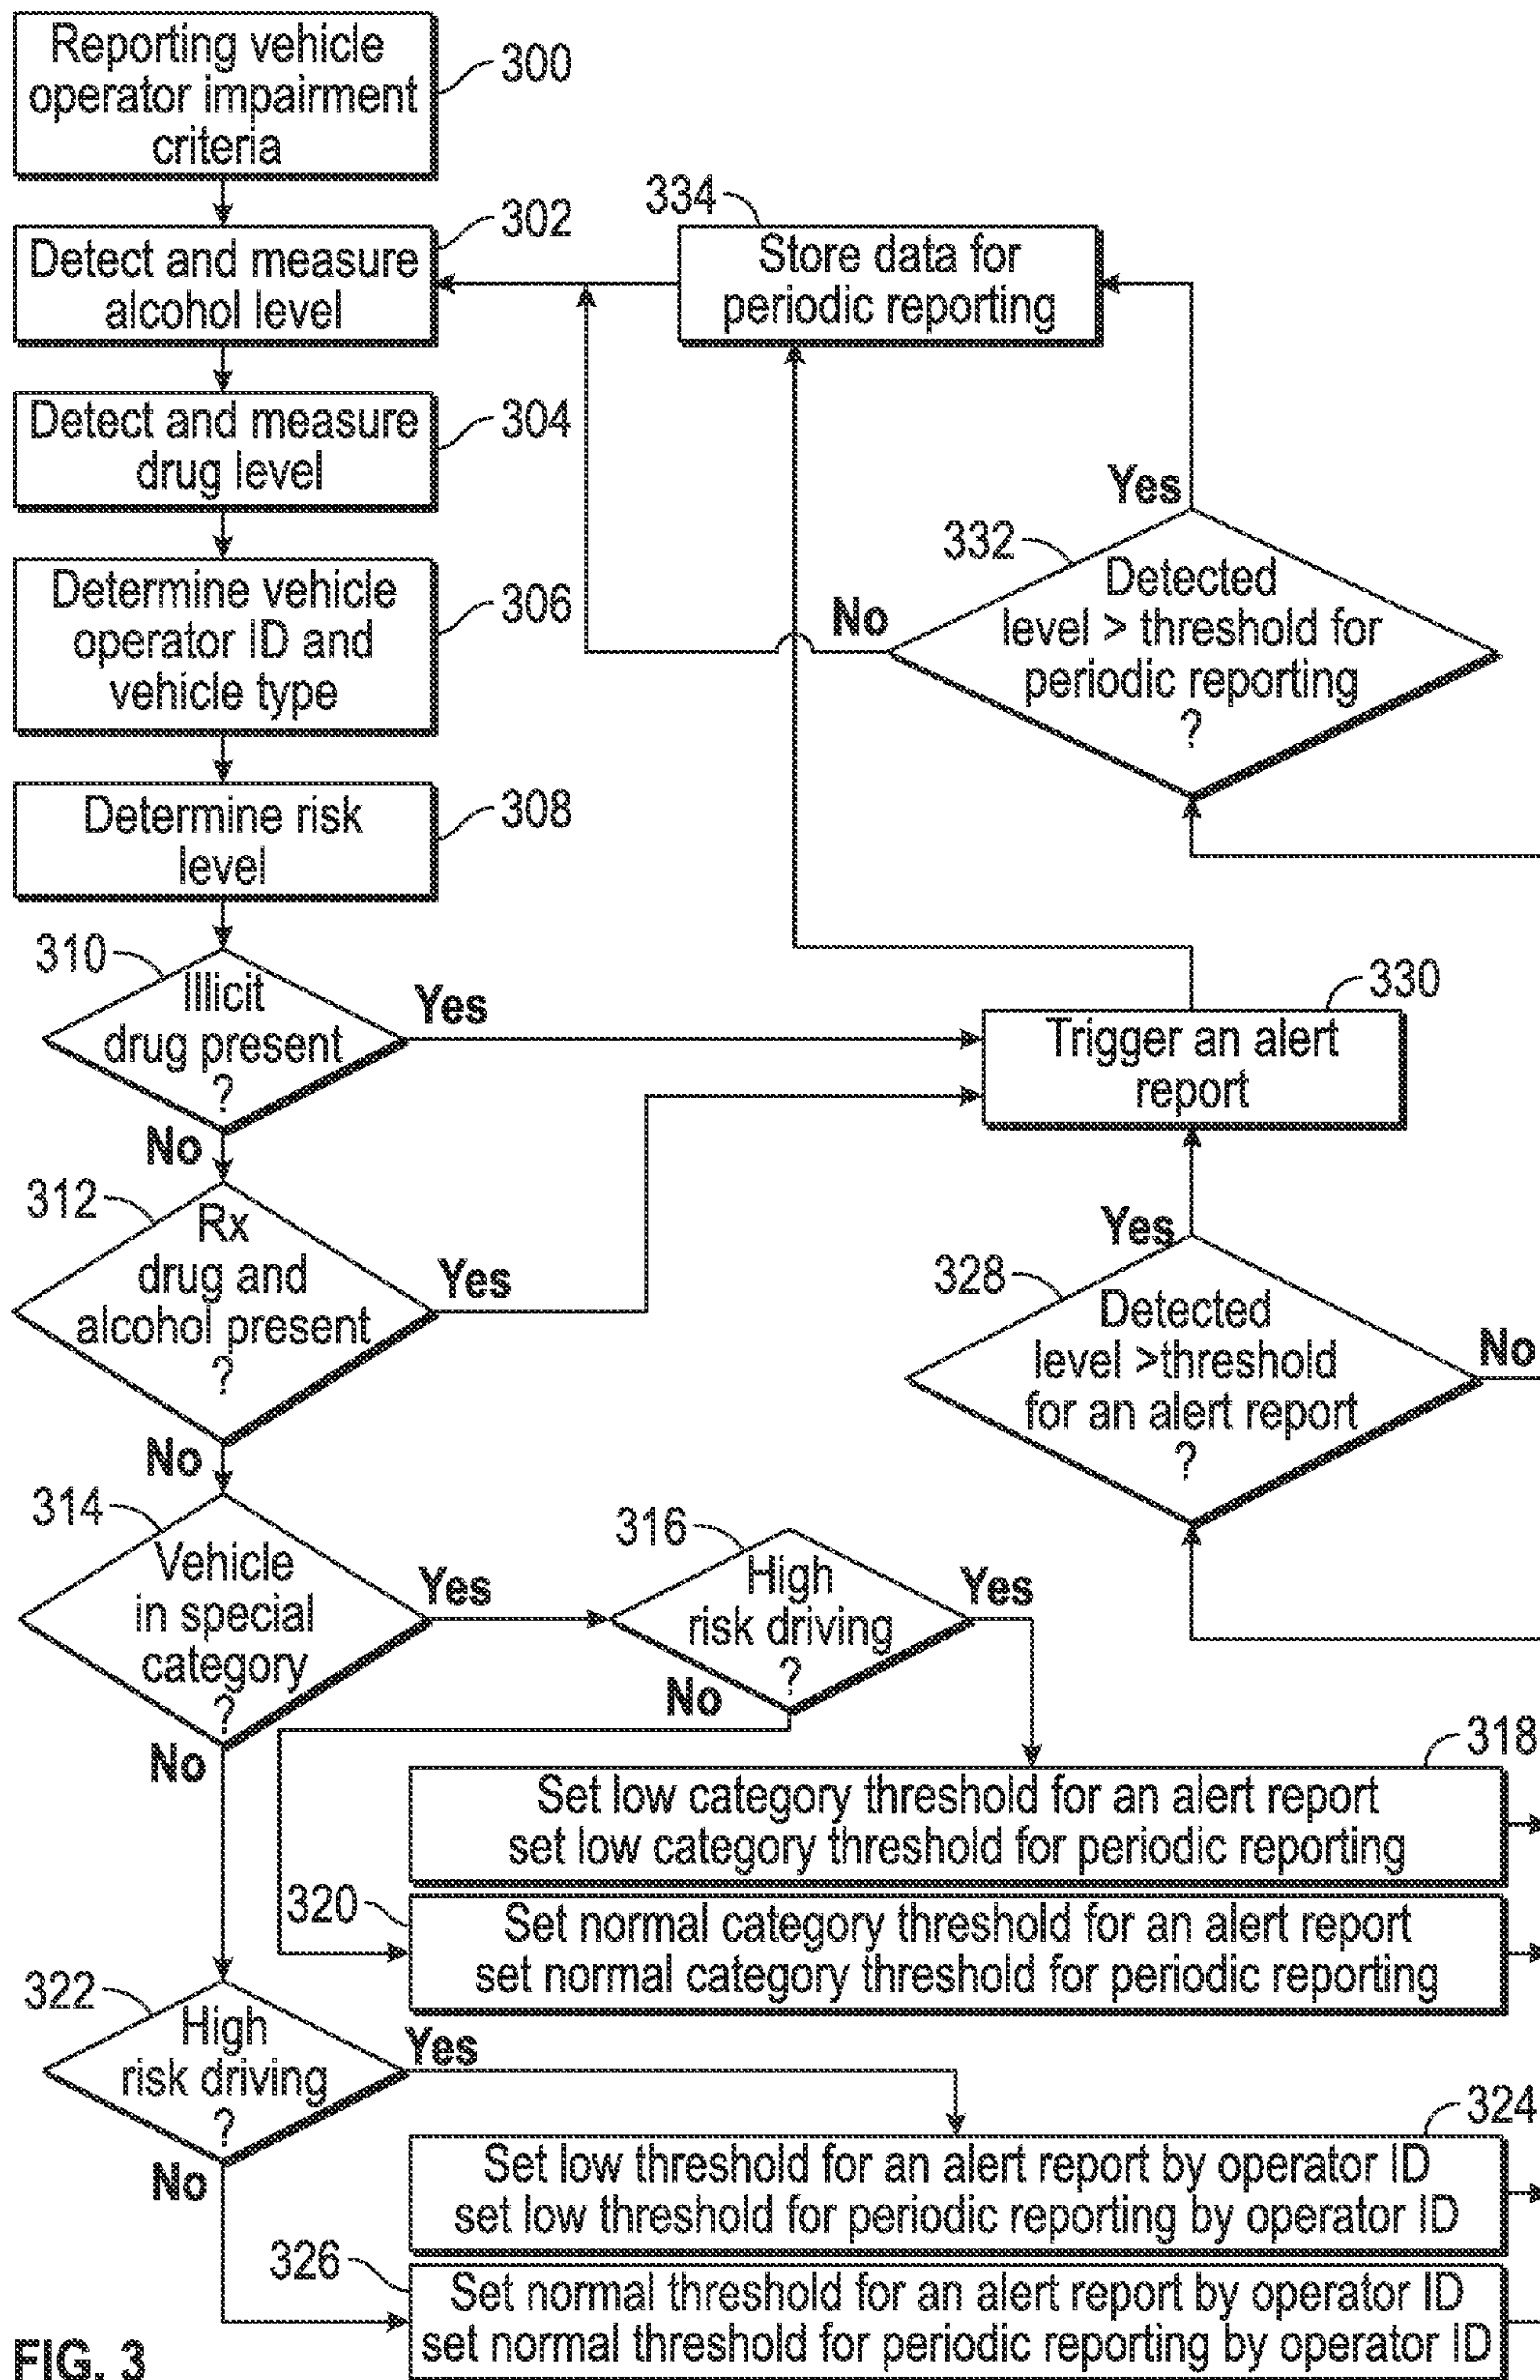 Reporting vehicle
operator impairment
criteria
300
Detect and measure
alcohol level
302
334
Store data for
periodic reporting
Detect and measure
drug level
304
Determine vehicle
operator ID and
vehicle type
306
Yes
332
Detected
level > threshold for
periodic reporting
?
No
Determine risk
level
308
310
Illicit
drug present
?
Yes
No
330
Trigger an alert
report
312
Rx
drug and
alcohol present
?
Yes
No
Yes
328
Detected
level >threshold
for an alert report
?
No
314
Vehicle
in special
category
?
Yes
No
316
High
risk driving
?
Yes
No
318
Set low category threshold for an alert report
set low category threshold for periodic reporting
320
Set normal category threshold for an alert report
set normal category threshold for periodic reporting
322
High
risk driving
?
Yes
No
324
Set low threshold for an alert report by operator ID
set low threshold for periodic reporting by operator ID
326
Set normal threshold for an alert report by operator ID
set normal threshold for periodic reporting by operator ID
FIG. 3